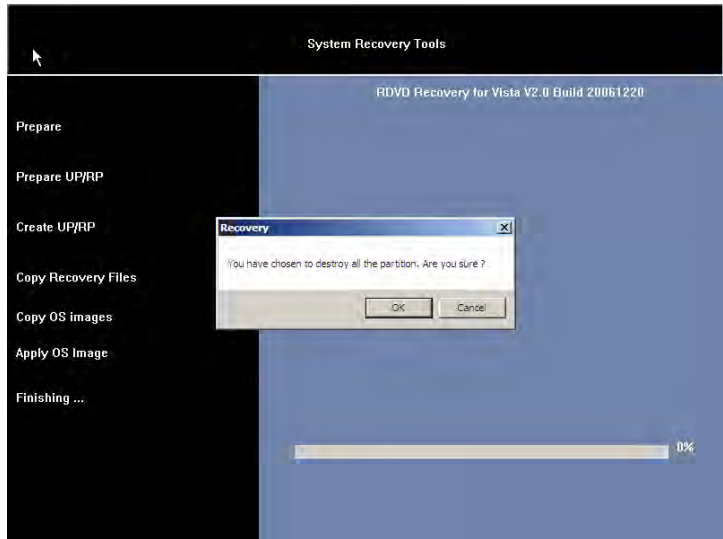 System Recovery Tools
RDVD Recovery for Vista V2.0 Build 20061220
Prepare
Prepare UP/RP
Create UP/RP
Copy Recovery Files
Copy OS images
Apply OS Image
Finishing ...
Recovery
You have chosen to destroy all the partition. Are you sure ?
OK
Cancel
0%